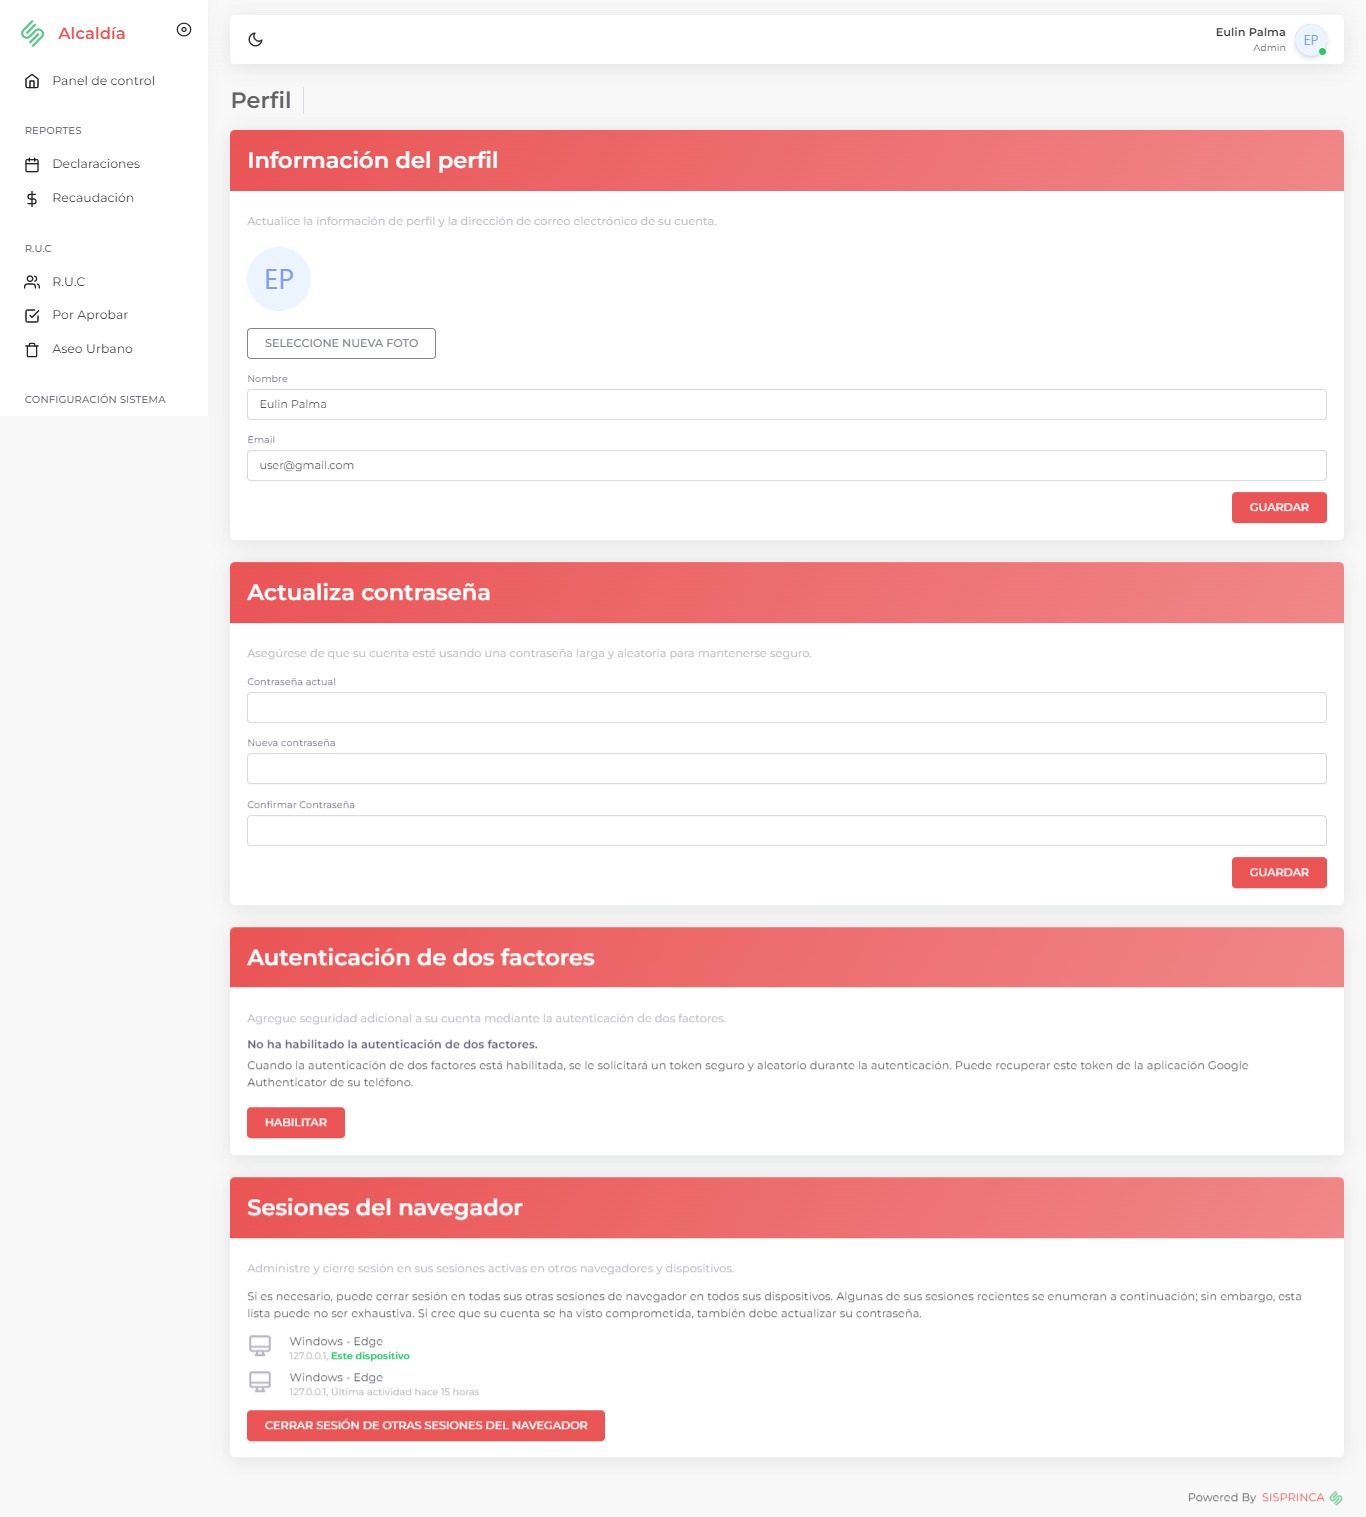 Alcaldía
Panel de control
REPORTES
Declaraciones
Recaudación
R.U.C
R.U.C
Por Aprobar
Aseo Urbano
CONFIGURACIÓN SISTEMA
Eulin Palma
Admin
EP
Perfil
Información del perfil
Actualice la información de perfil y la dirección de correo electrónico de su cuenta.
EP
SELECCIONE NUEVA FOTO
Nombre
Eulin Palma
Email
user@gmail.com
GUARDAR
Actualiza contraseña
Asegúrese de que su cuenta esté usando una contraseña larga y aleatoria para mantenerse seguro.
Contraseña actual
Nueva contraseña
Confirmar Contraseña
GUARDAR
Autenticación de dos factores
Agregue seguridad adicional a su cuenta mediante la autenticación de dos factores.
No ha habilitado la autenticación de dos factores.
Cuando la autenticación de dos factores está habilitada, se le solicitará un token seguro y aleatorio durante la autenticación. Puede recuperar este token de la aplicación Google
Authenticator de su teléfono.
HABILITAR
Sesiones del navegador
Administre y cierre sesión en sus sesiones activas en otros navegadores y dispositivos.
Si es necesario, puede cerrar sesión en todas sus otras sesiones de navegador en todos sus dispositivos. Algunas de sus sesiones recientes se enumeran a continuación; sin embargo, esta
lista puede no ser exhaustiva. Si cree que su cuenta se ha visto comprometida, también debe actualizar su contraseña.
Windows - Edge
127.0.0.1, Este dispositivo
Windows - Edge
127.0.0.1, Última actividad hace 15 horas
CERRAR SESIÓN DE OTRAS SESIONES DEL NAVEGADOR
Powered By SISPRINCA